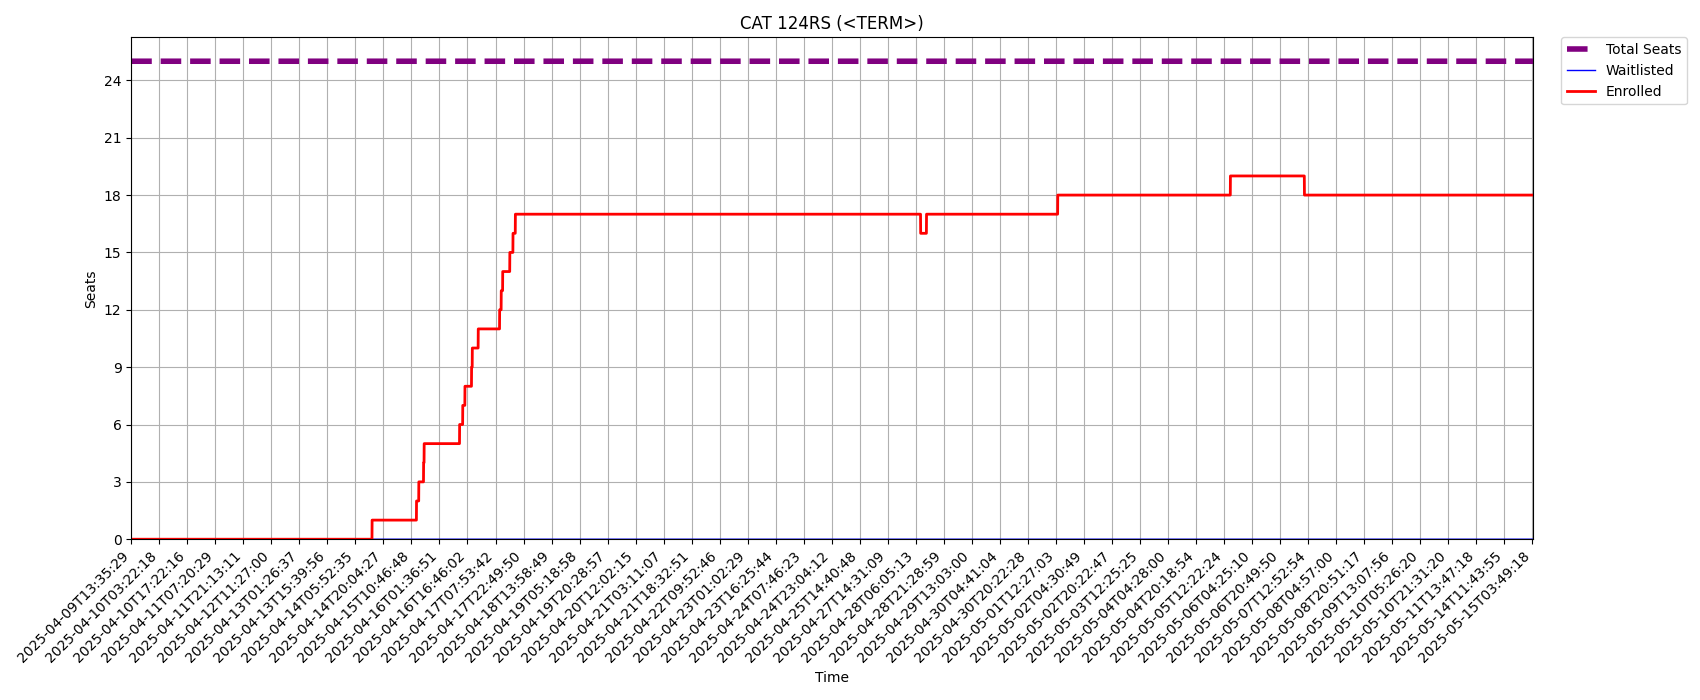 CAT 124RS (<TERM>)
Total Seats
Waitlisted
Enrolled
Seats
24
21
18
15
12
9
6
3
0
2025-04-09T13:35:29
2025-04-10T03:22:18
2025-04-10T17:22:16
2025-04-11T07:20:29
2025-04-11T21:13:11
2025-04-12T11:27:00
2025-04-13T01:26:37
2025-04-13T15:39:56
2025-04-14T05:52:35
2025-04-14T20:04:27
2025-04-15T10:46:48
2025-04-16T01:36:51
2025-04-16T16:46:02
2025-04-17T07:53:42
2025-04-17T22:49:50
2025-04-18T13:58:49
2025-04-19T05:18:58
2025-04-19T20:28:57
2025-04-20T12:02:15
2025-04-21T03:11:07
2025-04-21T18:32:51
2025-04-22T09:52:46
2025-04-23T01:02:29
2025-04-23T16:25:44
2025-04-24T07:46:23
2025-04-24T23:04:12
2025-04-25T14:40:48
2025-04-27T14:31:09
2025-04-28T06:05:13
2025-04-28T21:28:59
2025-04-29T13:03:00
2025-04-30T04:41:04
2025-04-30T20:22:28
2025-05-01T12:27:03
2025-05-02T04:30:49
2025-05-02T20:22:47
2025-05-03T12:25:25
2025-05-04T04:28:00
2025-05-04T20:18:54
2025-05-05T12:22:24
2025-05-06T04:25:10
2025-05-06T20:49:50
2025-05-07T12:52:54
2025-05-08T04:57:00
2025-05-08T20:51:17
2025-05-09T13:07:56
2025-05-10T05:26:20
2025-05-10T21:31:20
2025-05-11T13:47:18
2025-05-14T11:43:55
2025-05-15T03:49:18
Time